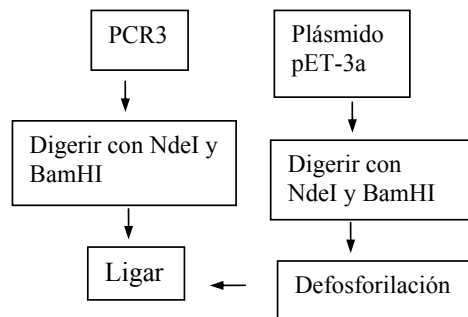 PCR3
Digerir con NdeI y
BamHI
Ligar
Plásmido
pET-3a
Digerir con
NdeI y BamHI
Defosforilación